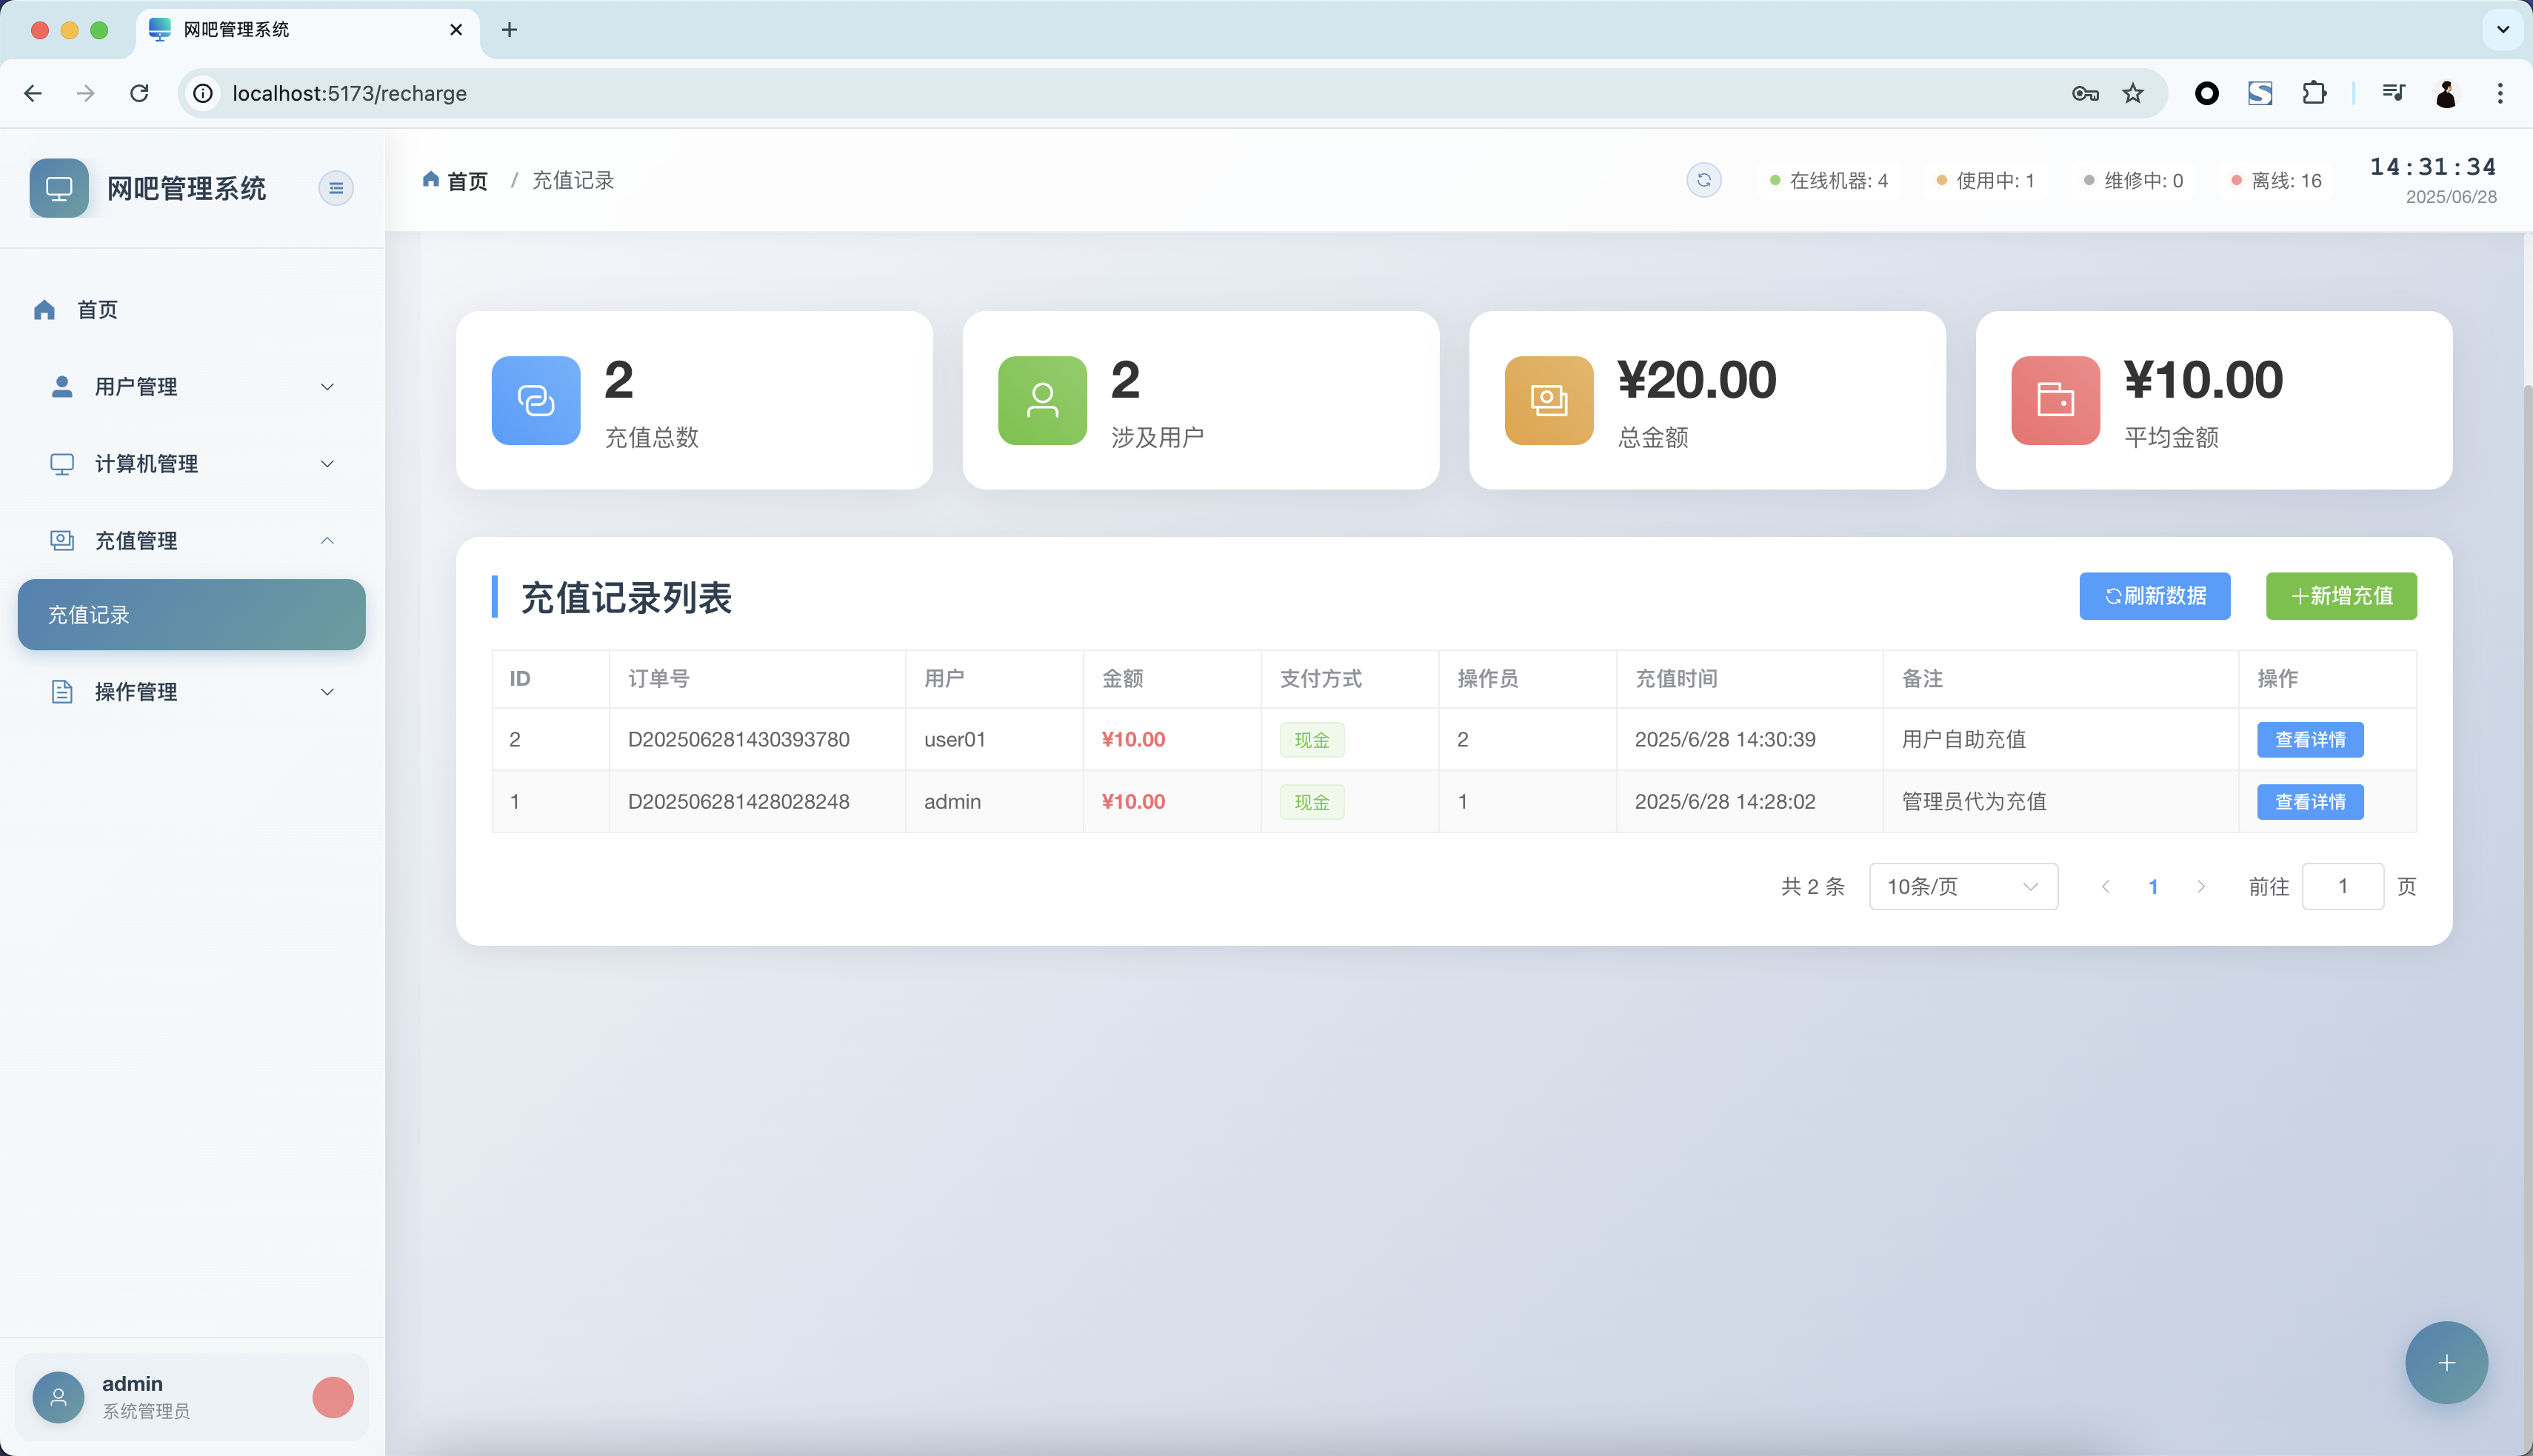 网吧管理系统
localhost:5173/recharge
网吧管理系统
首页 / 充值记录
在线机器: 4
使用中: 1
维修中: 0
离线: 16
14:31:34
2025/06/28
首页
用户管理
计算机管理
充值管理
充值记录
操作管理
2
充值总数
2
涉及用户
¥20.00
总金额
¥10.00
平均金额
充值记录列表
刷新数据
新增充值
ID 订单号 用户 金额 支付方式 操作员 充值时间 备注 操作
2 D202506281430393780 user01 ¥10.00 现金 2 2025/6/28 14:30:39 用户自助充值 查看详情
1 D202506281428028248 admin ¥10.00 现金 1 2025/6/28 14:28:02 管理员代为充值 查看详情
共 2 条 10条/页 1 前往 1 页
admin
系统管理员